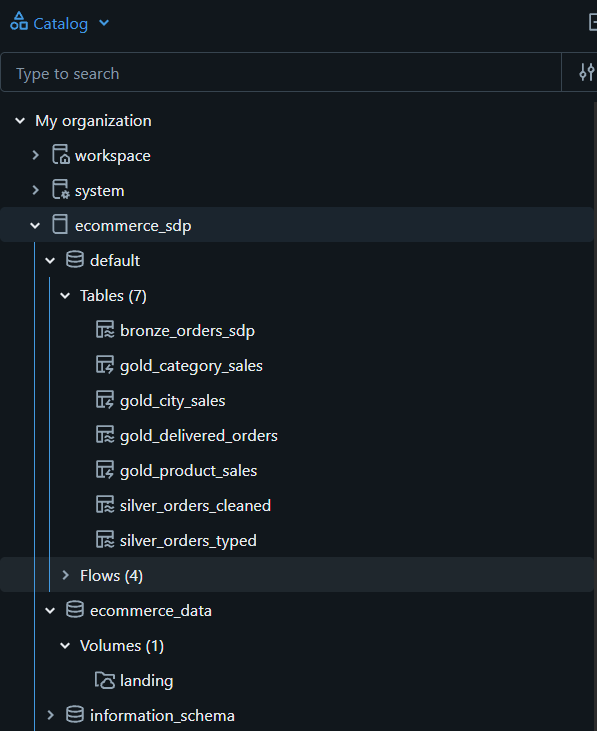 Catalog
Type to search
My organization
workspace
system
ecommerce_sdp
default
Tables (7)
bronze_orders_sdp
gold_category_sales
gold_city_sales
gold_delivered_orders
gold_product_sales
silver_orders_cleaned
silver_orders_typed
Flows (4)
ecommerce_data
Volumes (1)
landing
information_schema